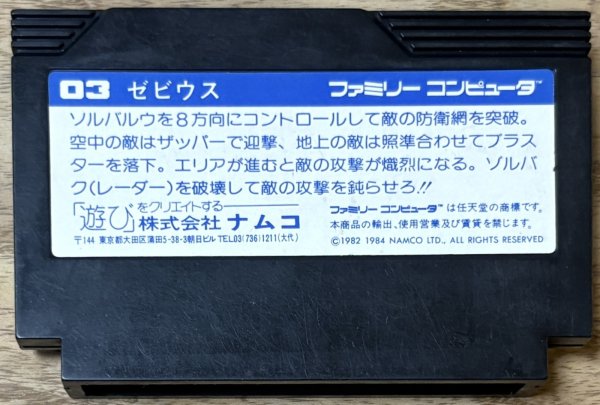 03 ゼビウス ファミリー コンピュータ™
ソルバルウを8方向にコントロールして敵の防衛網を突破。
空中の敵はザッパーで迎撃、地上の敵は照準合わせてブラス
ターを落下。エリアが進むと敵の攻撃が熾烈になる。ゾルバ
ク(レーダー)を破壊して敵の攻撃を鈍らせろ!!
「遊び」をクリエイトする
株式会社 ナムコ
〒144 東京都大田区蒲田5-38-3朝日ビル TEL03(736)1211(大代)
ファミリー コンピュータ™ は任天堂の商標です。
本商品の輸出、使用営業及び賃貸を禁じます。
©1982 1984 NAMCO LTD., ALL RIGHTS RESERVED